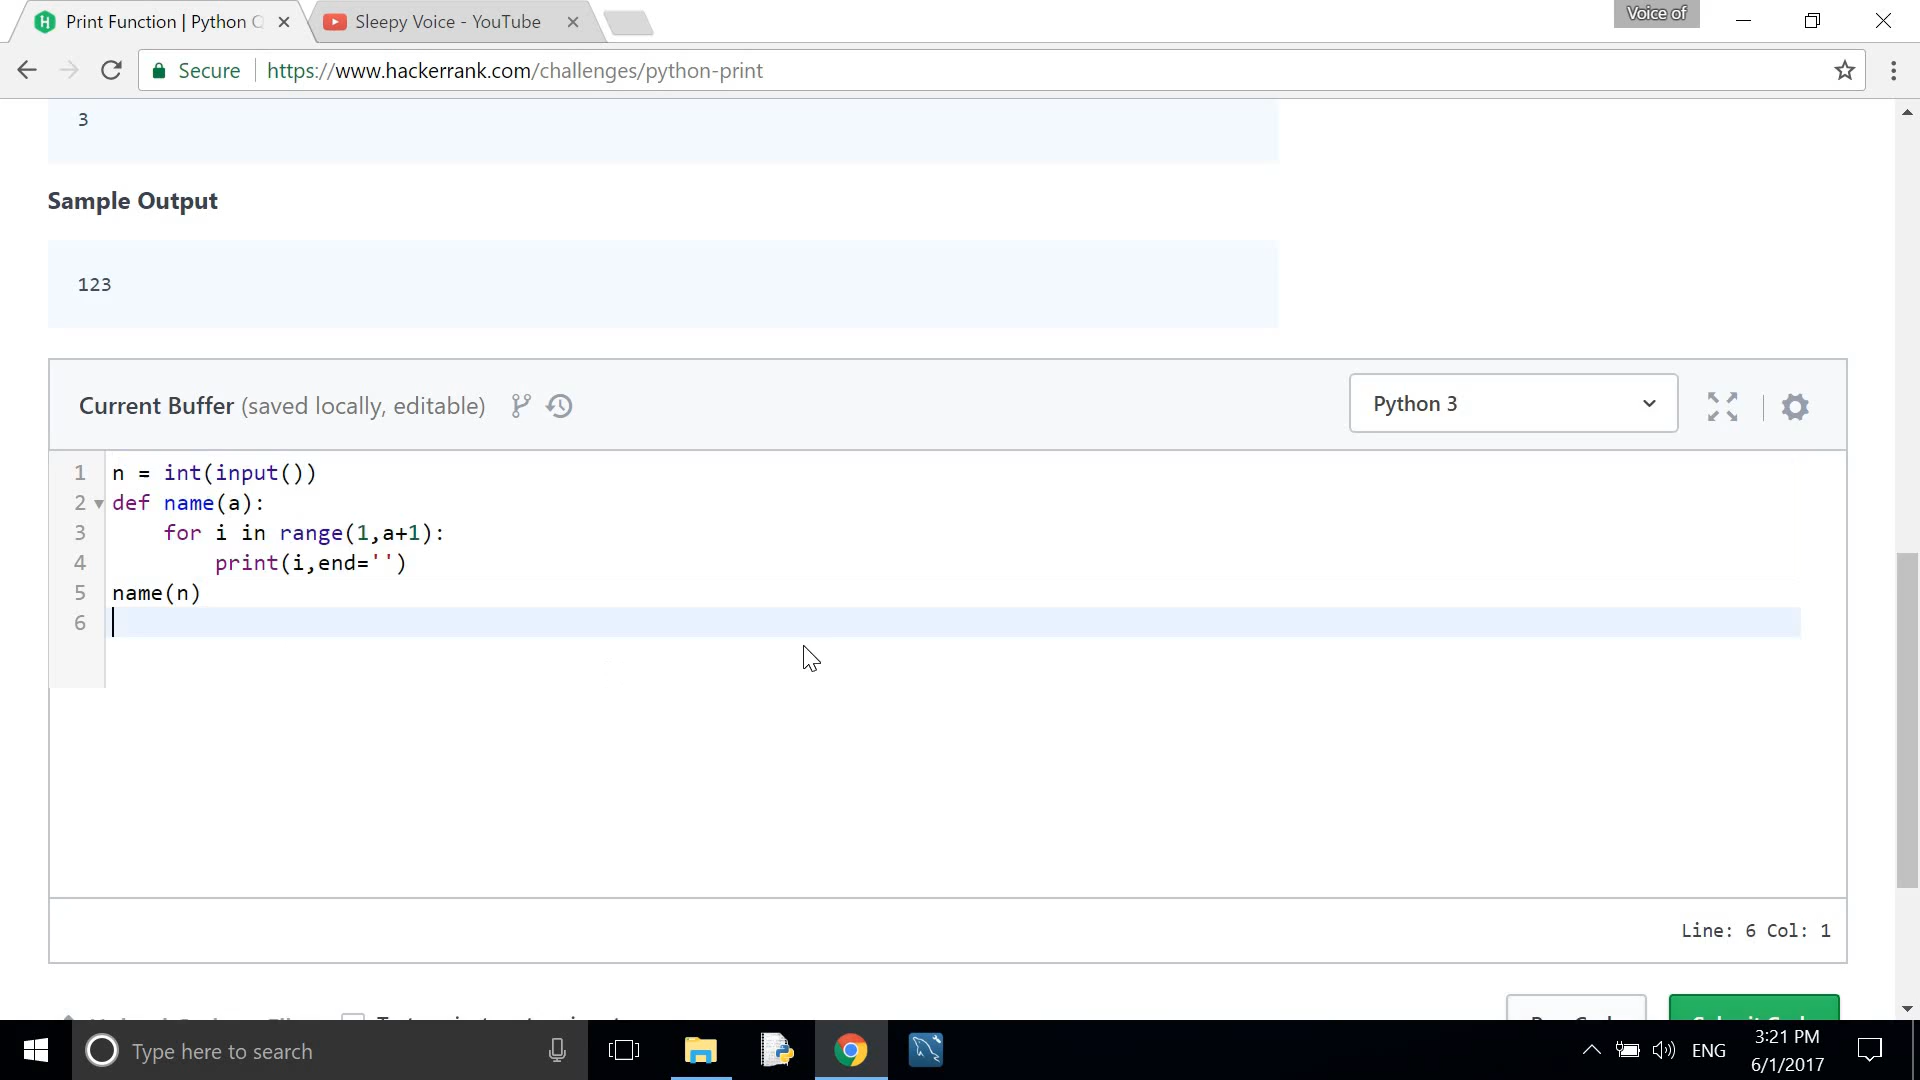 Print Function | Python
Sleepy Voice - YouTube
Voice of
Secure
https://www.hackerrank.com/challenges/python-print
3
Sample Output
123
Current Buffer (saved locally, editable)
Python 3
1 n = int(input())
2 def name(a):
3     for i in range(1,a+1):
4         print(i,end='')
5 name(n)
6
Line: 6 Col: 1
Type here to search
ENG
3:21 PM
6/1/2017